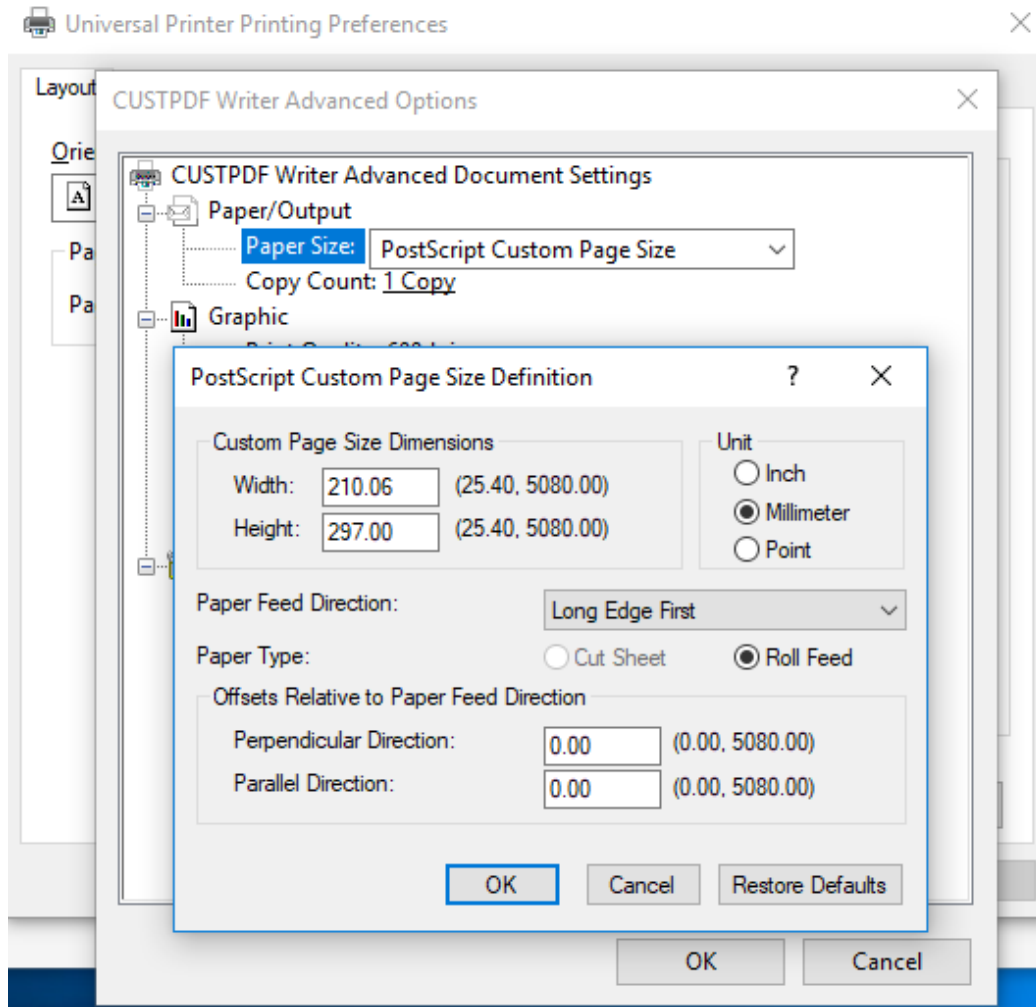 Universal Printer Printing Preferences
Layout
CUSTPDF Writer Advanced Options
Orie
A
CUSTPDF Writer Advanced Document Settings
Paper/Output
Pa
Paper Size: PostScript Custom Page Size
Pa
Copy Count: 1 Copy
Graphic
PostScript Custom Page Size Definition ?
Custom Page Size Dimensions
Unit
Width: 210.06 (25.40, 5080.00)
Inch
Height: 297.00 (25.40, 5080.00)
Millimeter
Point
Paper Feed Direction: Long Edge First
Paper Type: Cut Sheet Roll Feed
Offsets Relative to Paper Feed Direction
Perpendicular Direction: 0.00 (0.00, 5080.00)
Parallel Direction: 0.00 (0.00, 5080.00)
OK Cancel Restore Defaults
OK Cancel